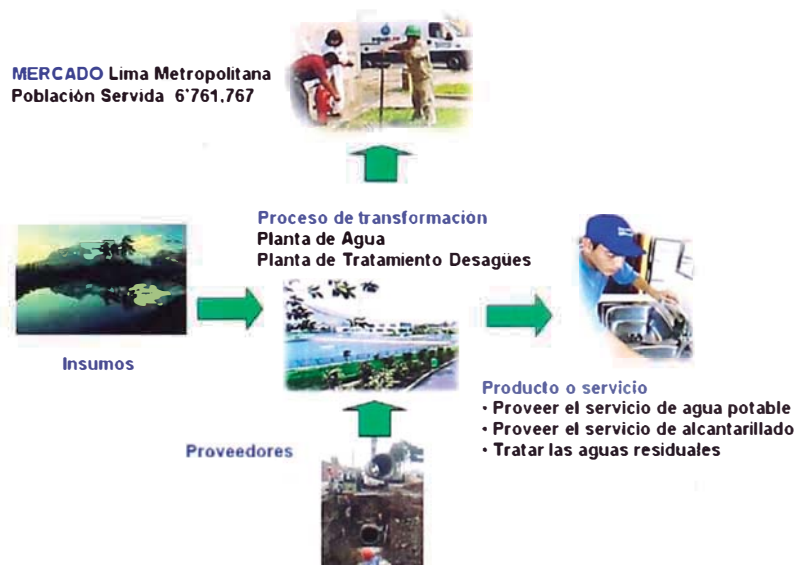 MERCADO Lima Metropolitana
Población Servida 6'761,767
Proceso de transformación
Planta de Agua
Planta de Tratamiento Desagües
Insumos
Producto o servicio
• Proveer el servicio de agua potable
• Proveer el servicio de alcantarillado
• Tratar las aguas residuales
Proveedores